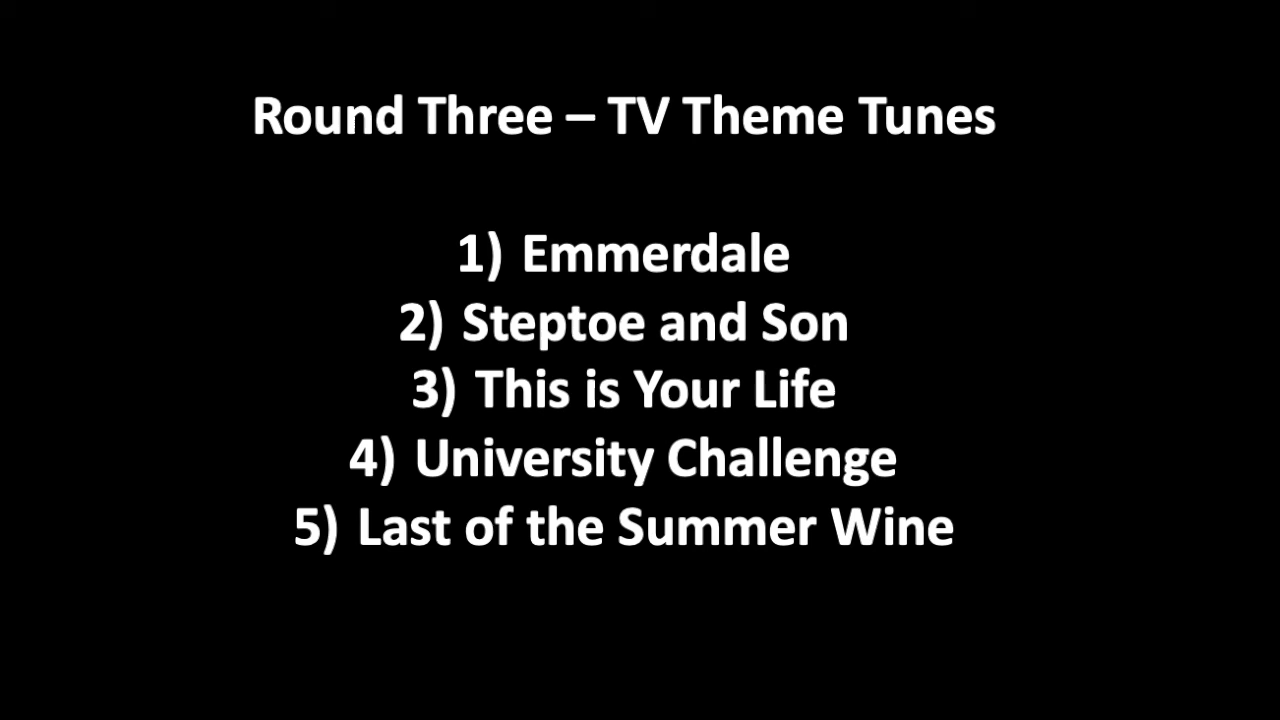 Round Three – TV Theme Tunes
1) Emmerdale
2) Steptoe and Son
3) This is Your Life
4) University Challenge
5) Last of the Summer Wine